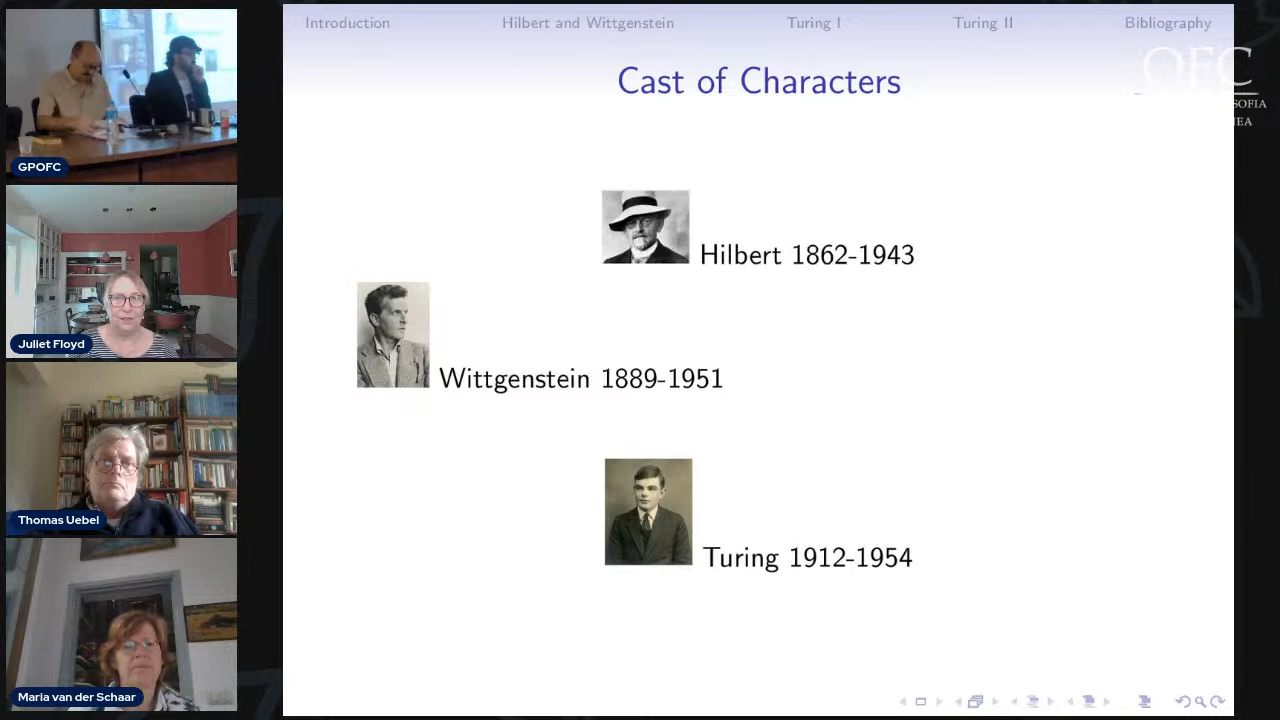 Introduction
Hilbert and Wittgenstein
Turing I
Turing II
Bibliography
Cast of Characters
Hilbert 1862-1943
Wittgenstein 1889-1951
Turing 1912-1954
GPOFC
Juliet Floyd
Thomas Uebel
Maria van der Schaar
OFC